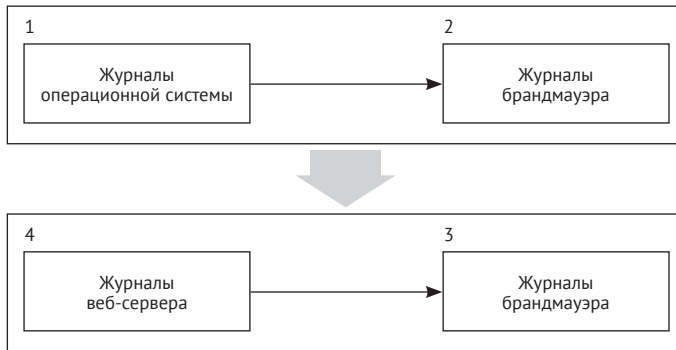 1
Журналы
операционной системы
2
Журналы
брандмауэра
4
Журналы
веб-сервера
3
Журналы
брандмауэра